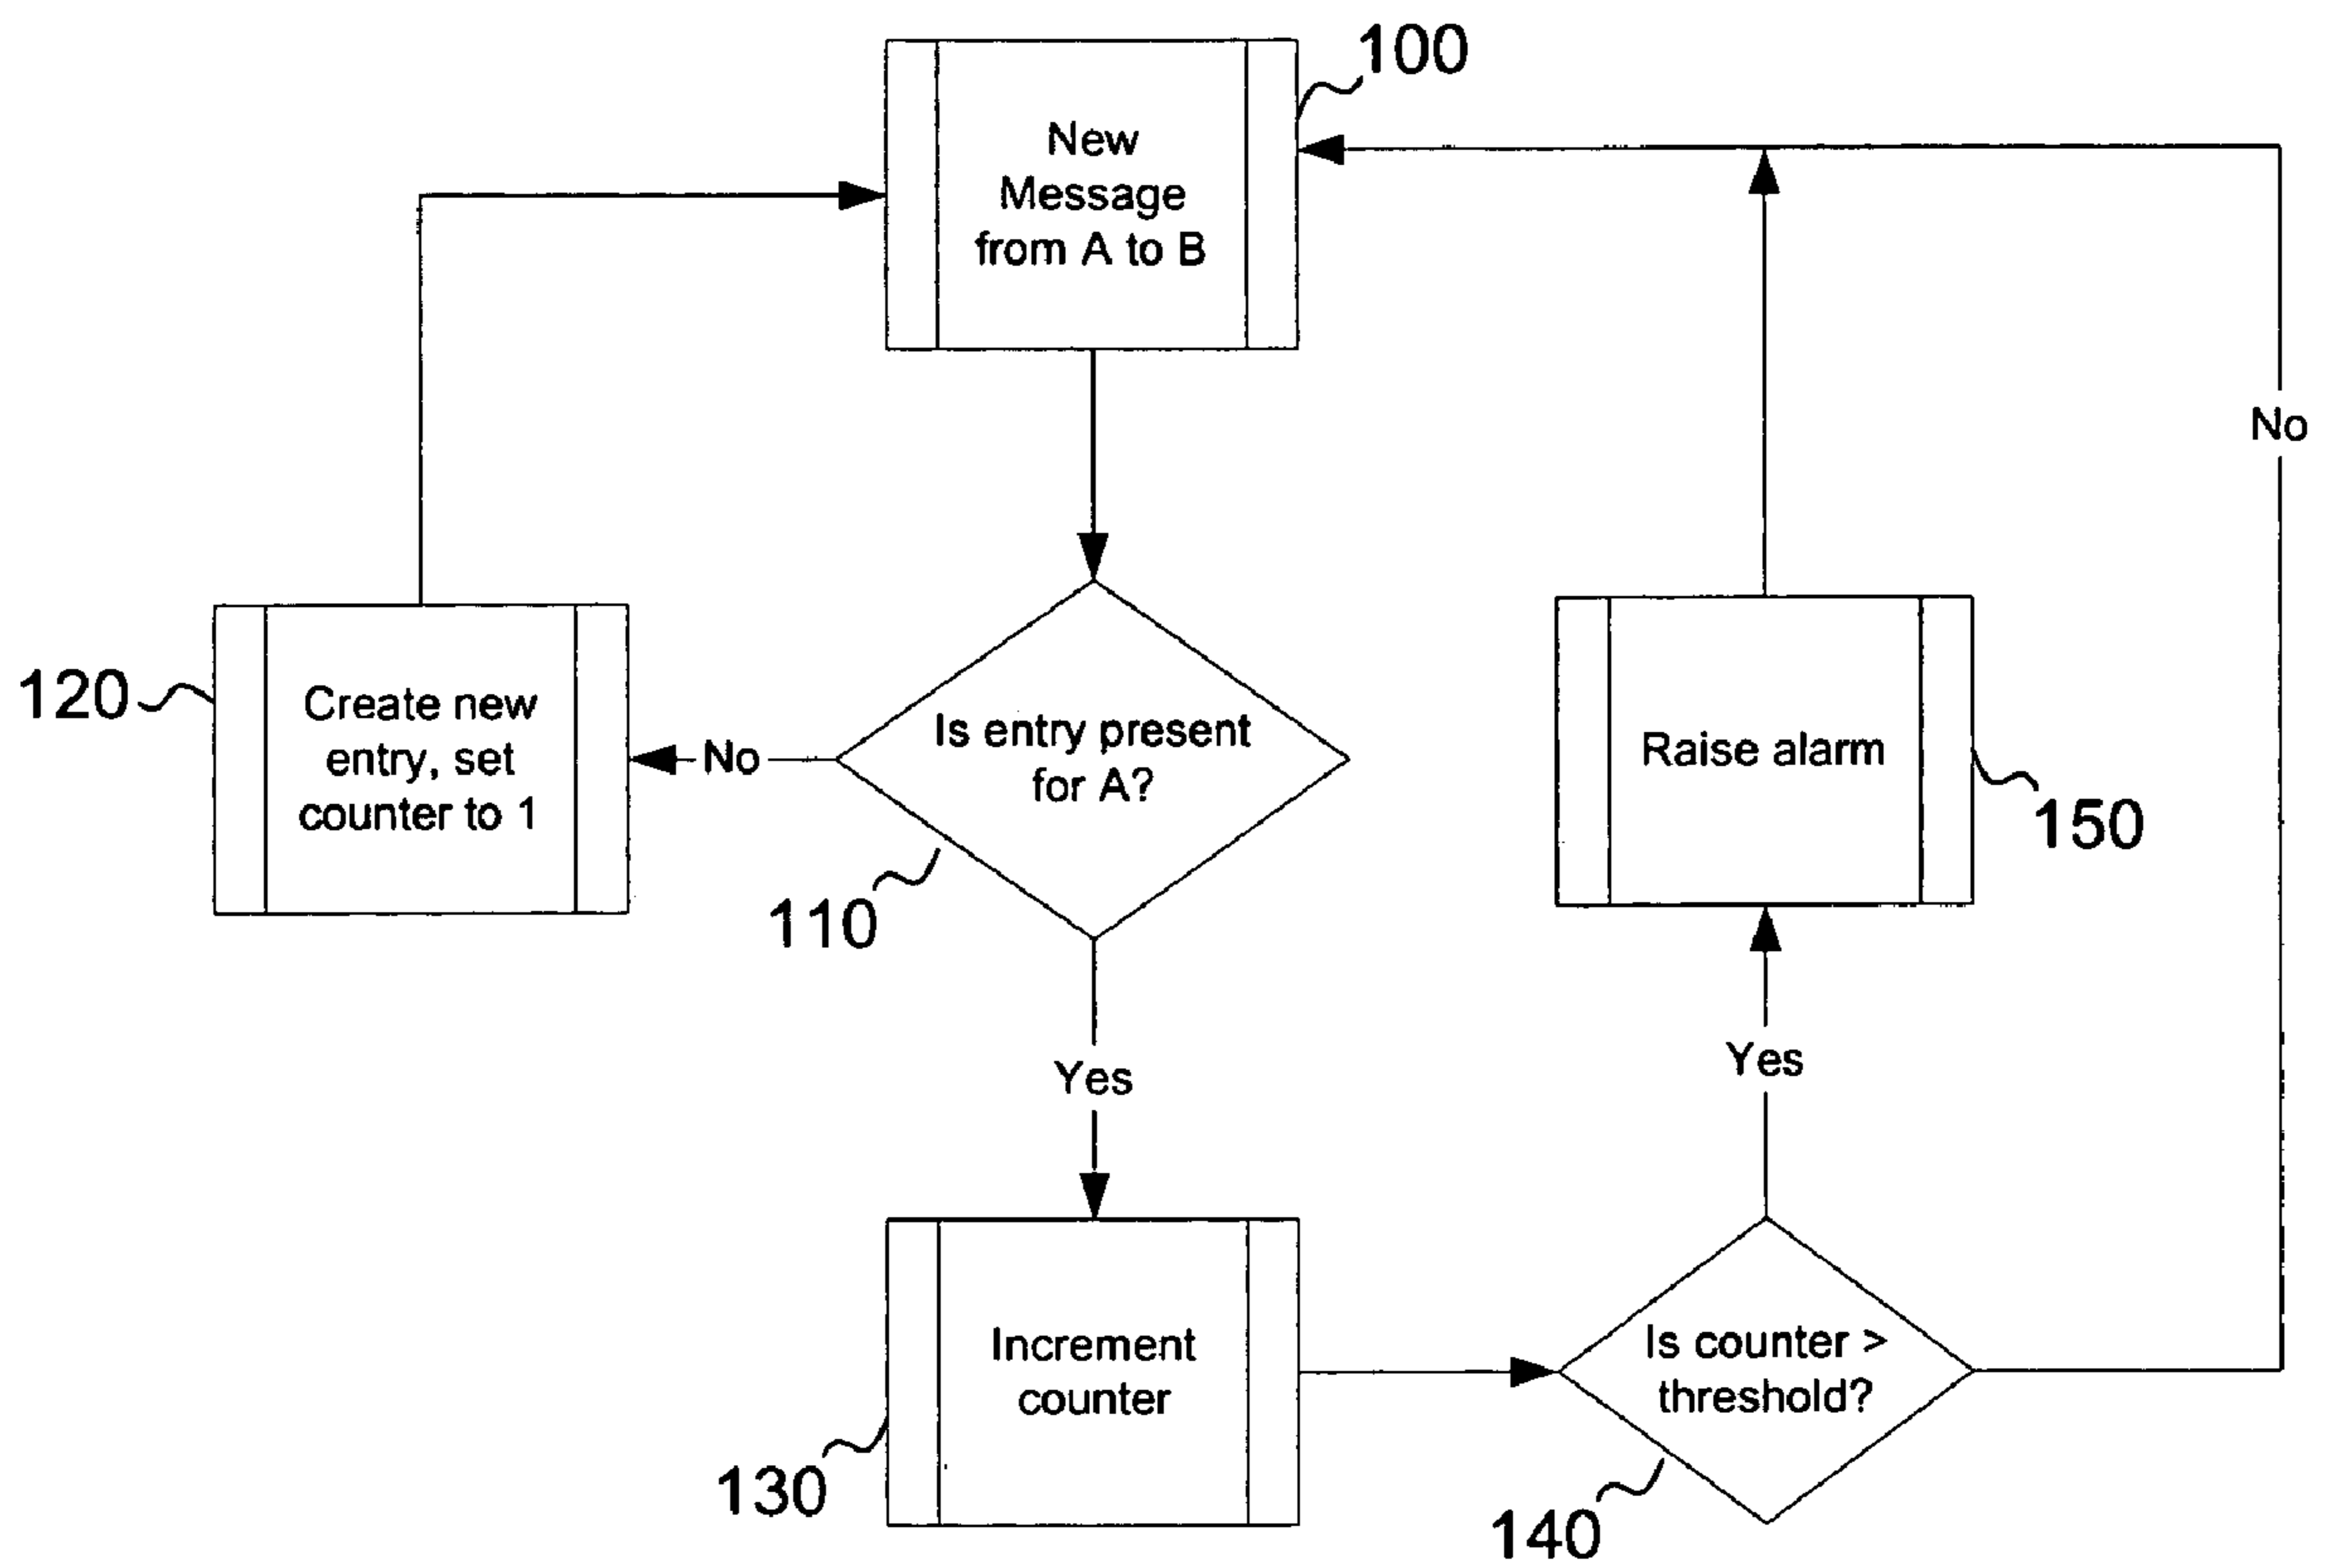 100
New
Message
from A to B
No
120
Create new
entry, set
counter to 1
No
Is entry present
for A?
110
Raise alarm
150
Yes
Yes
Increment
counter
130
Is counter >
threshold?
140